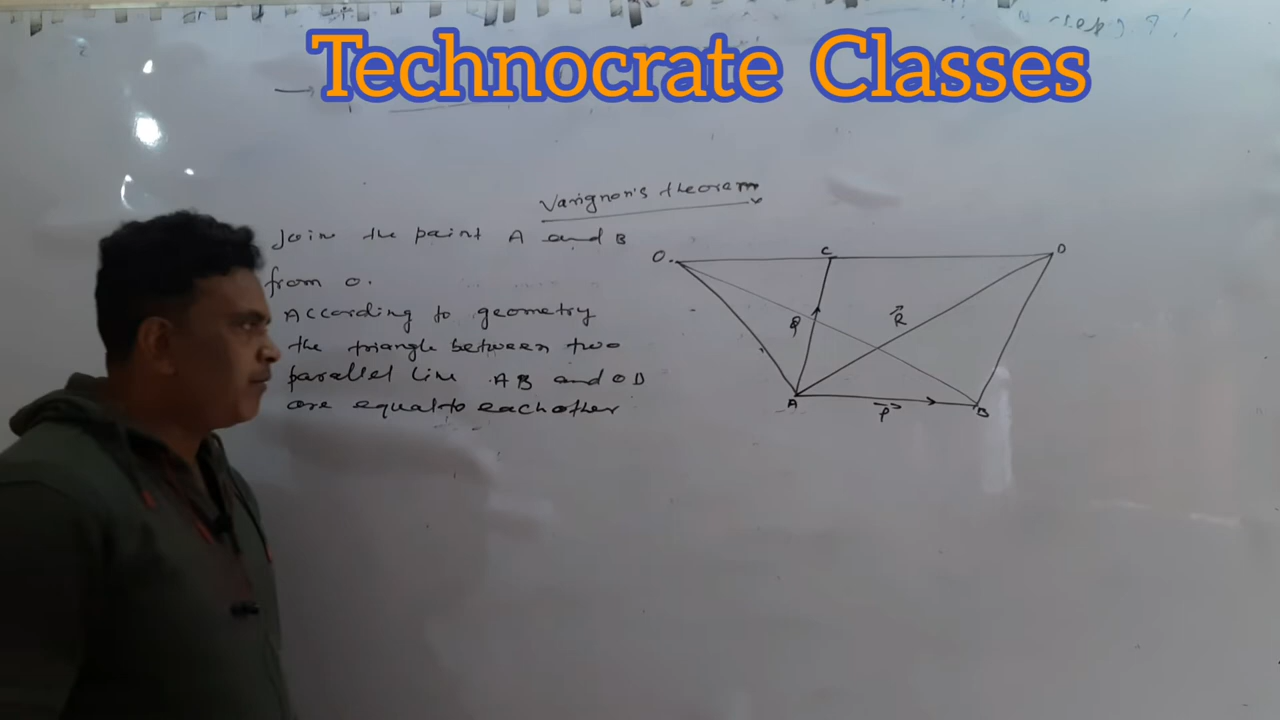 Technocrate Classes
Varignon's theorem
Join the point A and B
from O.
According to geometry
the triangle between two
parallel line AB and OD
are equal to each other
O C D
Q R
A P B